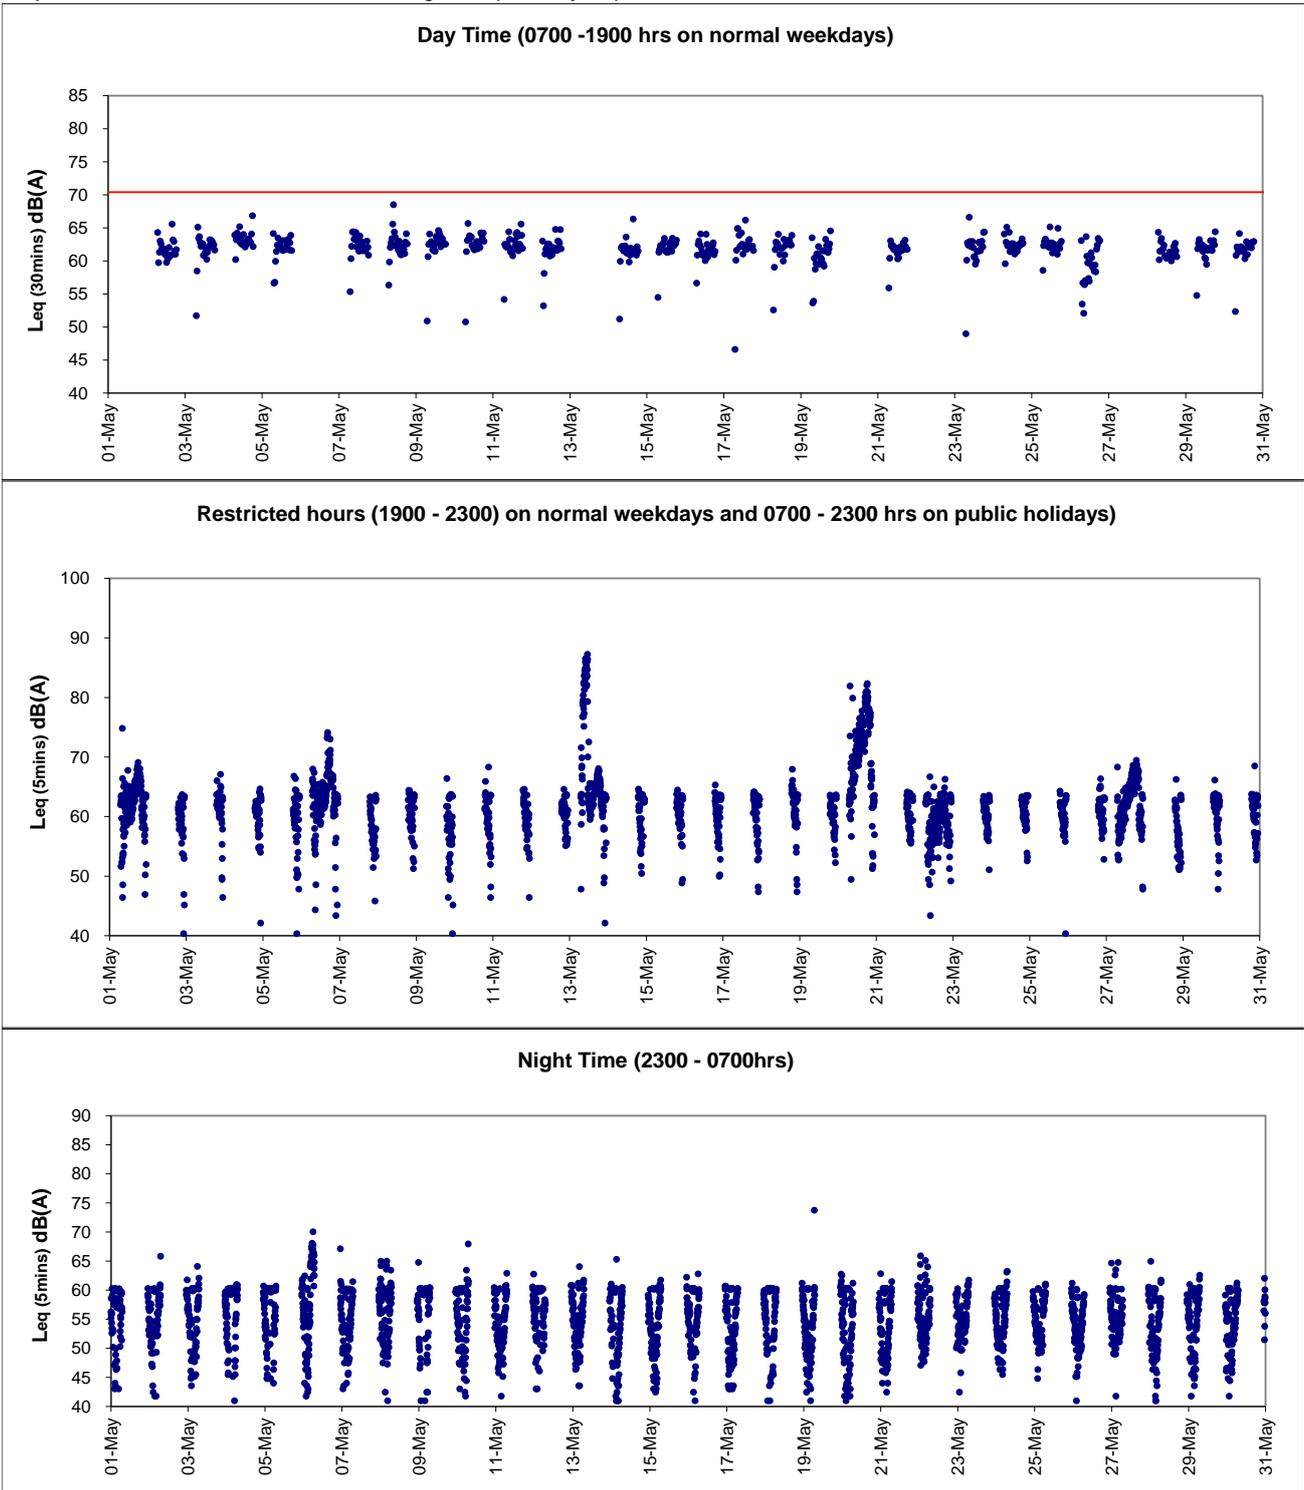 Day Time (0700 -1900 hrs on normal weekdays)
Leq (30mins) dB(A)
85
80
75
70
65
60
55
50
45
40
01-May
03-May
05-May
07-May
09-May
11-May
13-May
15-May
17-May
19-May
21-May
23-May
25-May
27-May
29-May
31-May
Restricted hours (1900 - 2300) on normal weekdays and 0700 - 2300 hrs on public holidays)
Leq (5mins) dB(A)
100
90
80
70
60
50
40
01-May
03-May
05-May
07-May
09-May
11-May
13-May
15-May
17-May
19-May
21-May
23-May
25-May
27-May
29-May
31-May
Night Time (2300 - 0700hrs)
Leq (5mins) dB(A)
90
85
80
75
70
65
60
55
50
45
40
01-May
03-May
05-May
07-May
09-May
11-May
13-May
15-May
17-May
19-May
21-May
23-May
25-May
27-May
29-May
31-May